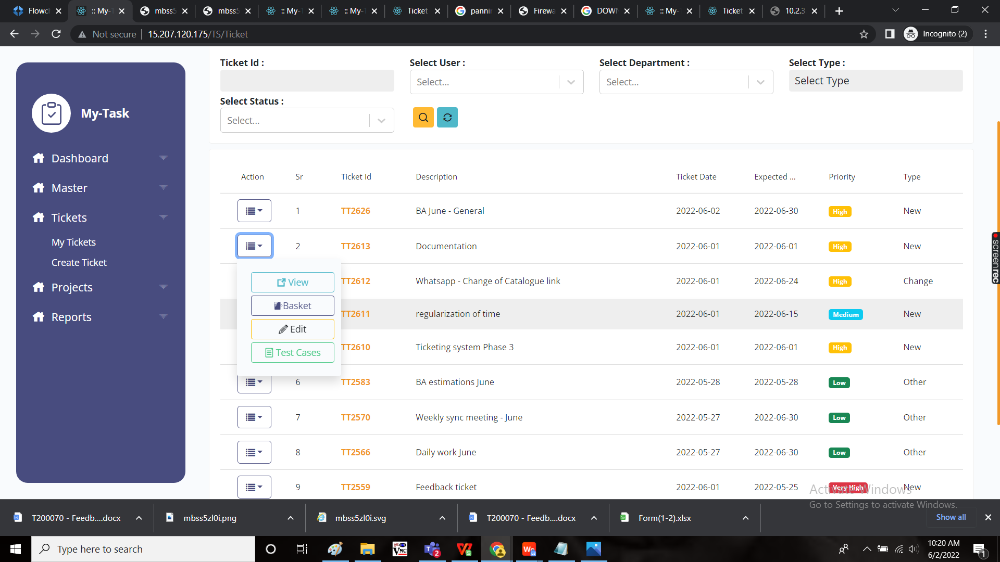 Flowch
:: My-T
mbss5
mbss5
:: My-T
:: My-T
Ticket
pannin
Firewa
DOWN
:: My-T
Ticket
10.2.3
Not secure
15.207.120.175/TS/Ticket
Incognito (2)
My-Task
Dashboard
Master
Tickets
My Tickets
Create Ticket
Projects
Reports
Ticket Id :
Select User :
Select...
Select Department :
Select...
Select Type :
Select Type
Select Status :
Select...
Action Sr Ticket Id Description Ticket Date Expected ... Priority Type
1 TT2626 BA June - General 2022-06-02 2022-06-30 High New
2 TT2613 Documentation 2022-06-01 2022-06-01 High New
TT2612 Whatsapp - Change of Catalogue link 2022-06-01 2022-06-24 High Change
TT2611 regularization of time 2022-06-01 2022-06-15 Medium New
TT2610 Ticketing system Phase 3 2022-06-01 2022-06-01 High New
6 TT2583 BA estimations June 2022-05-28 2022-05-28 Low Other
7 TT2570 Weekly sync meeting - June 2022-05-27 2022-06-30 Low Other
8 TT2566 Daily work June 2022-05-27 2022-06-30 Low Other
9 TT2559 Feedback ticket 2022-06-01 2022-05-25 Very High New
View
Basket
Edit
Test Cases
screenrec
Activate Windows
Go to Settings to activate Windows.
T200070 - Feedb....docx
mbss5zl0i.png
mbss5zl0i.svg
T200070 - Feedb....docx
Form(1-2).xlsx
Show all
Type here to search
VNC
2
10:20 AM
6/2/2022
1